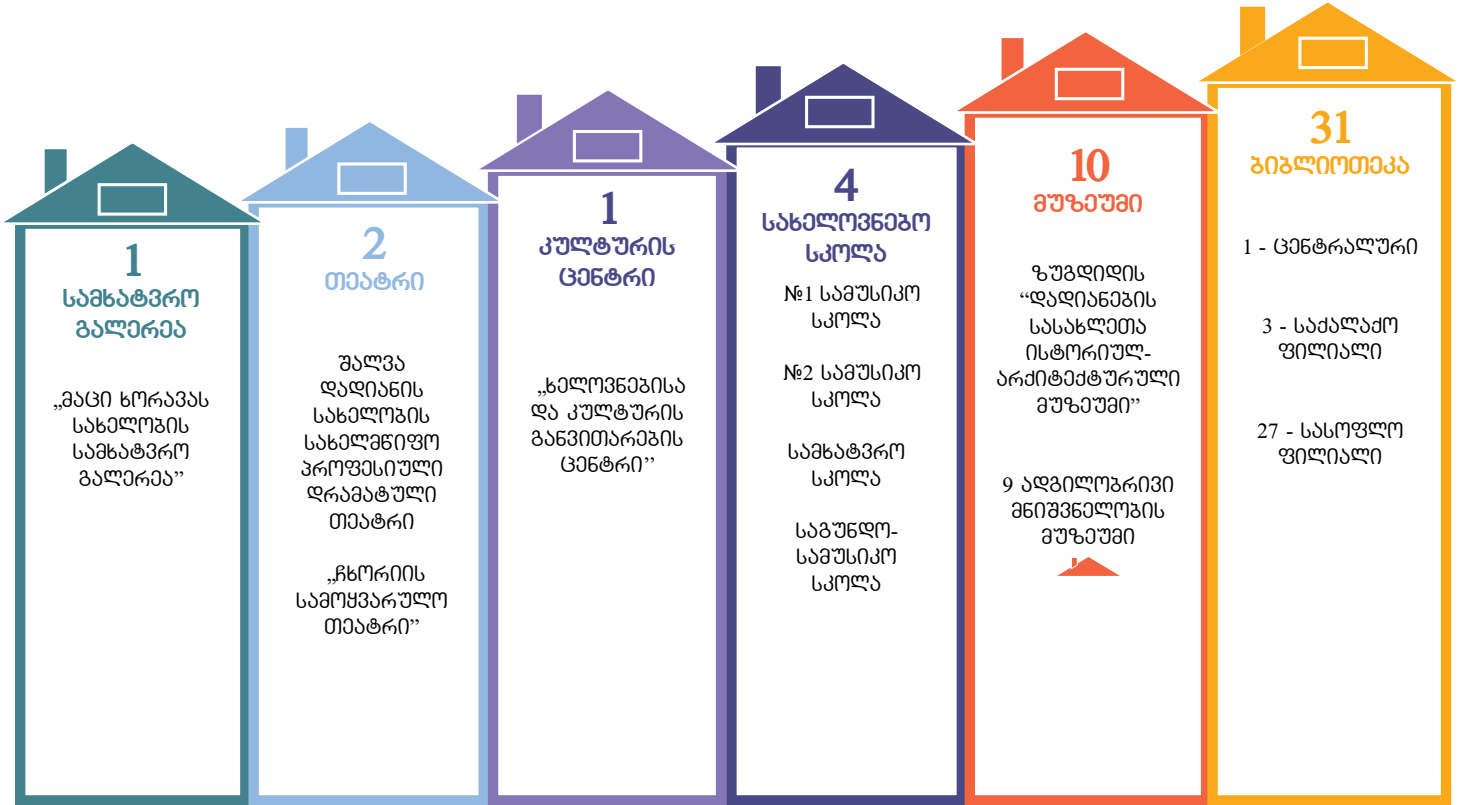 1
სამხატვრო
გალერეა
„მაცი ხორავას
სახელობის
სამხატვრო
გალერეა”
2
თეატრი
შალვა
დადიანის
სახელობის
სახელმწიფო
პროფესიული
დრამატული
თეატრი
„ჩხორიის
სამოყვარულო
თეატრი”
1
კულტურის
ცენტრი
„ხელოვნებისა
და კულტურის
განვითარების
ცენტრი’’
4
სახელოვნებო
სკოლა
№1 სამუსიკო
სკოლა
№2 სამუსიკო
სკოლა
სამხატვრო
სკოლა
საგუნდო-
სამუსიკო
სკოლა
10
მუზეუმი
ზუგდიდის
“დადიანების
სასახლეთა
ისტორიულ-
არქიტექტურული
მუზეუმი”
9 ადგილობრივი
მნიშვნელობის
მუზეუმი
31
ბიბლიოთეკა
1 - ცენტრალური
3 - საქალაქო
ფილიალი
27 - სასოფლო
ფილიალი